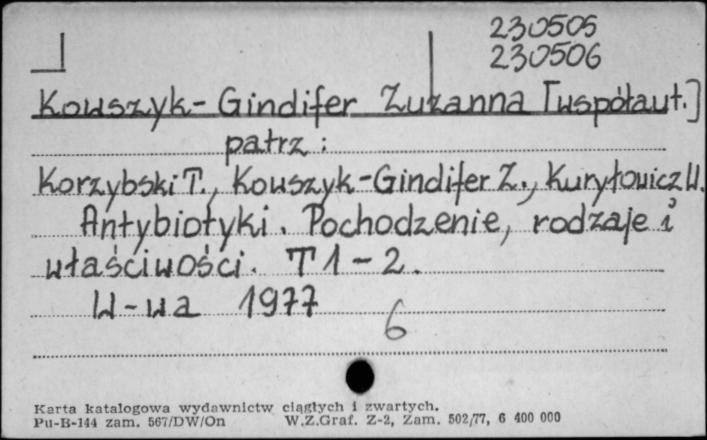 230505
230506
Kowszyk-Gindifer Zuzanna [współaut.]
patrz:
Korzybski T., Kowszyk-Gindifer Z., Kuryłowicz W.
Antybiotyki. Pochodzenie, rodzaje i
właściwości. T 1-2.
W-wa 1977
6
Karta katalogowa wydawnictw ciągłych i zwartych.
Pu-B-144 zam. 567/DW/On W.Z.Graf. Z-2, Zam. 502/77, 6 400 000